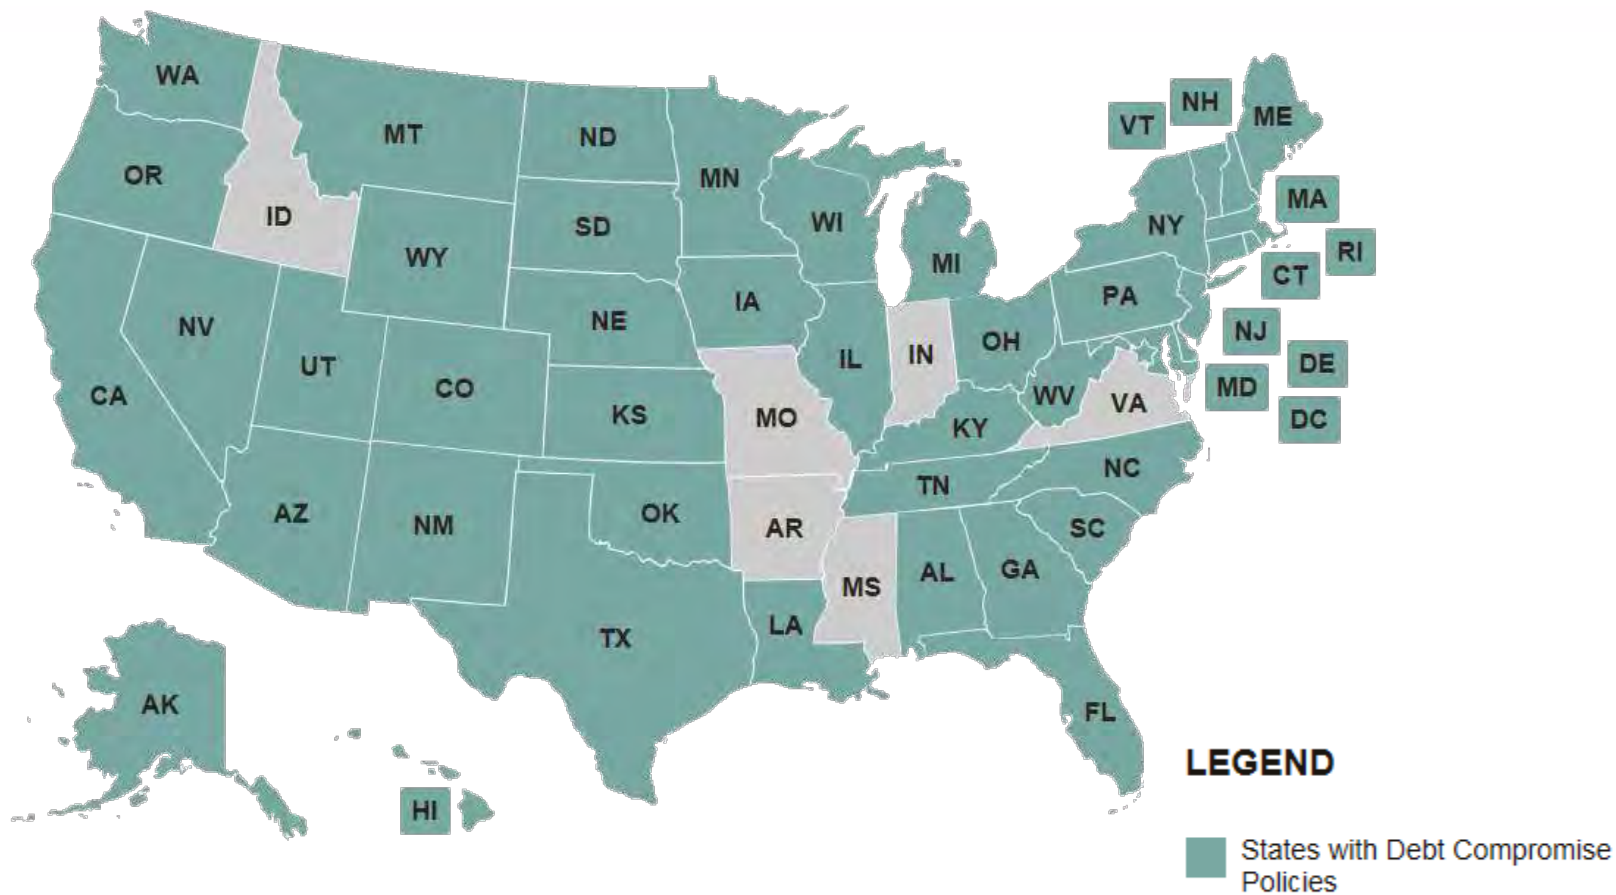 WA
MT
ND
MN
OR
ID
WY
SD
WI
MI
NY
VT
NH
ME
MA
RI
CT
NV
UT
CO
NE
IA
IL
IN
OH
PA
NJ
DE
MD
DC
CA
KS
MO
KY
WV
VA
AZ
NM
OK
AR
TN
NC
SC
TX
LA
MS
AL
GA
FL
AK
HI
LEGEND
States with Debt Compromise
Policies